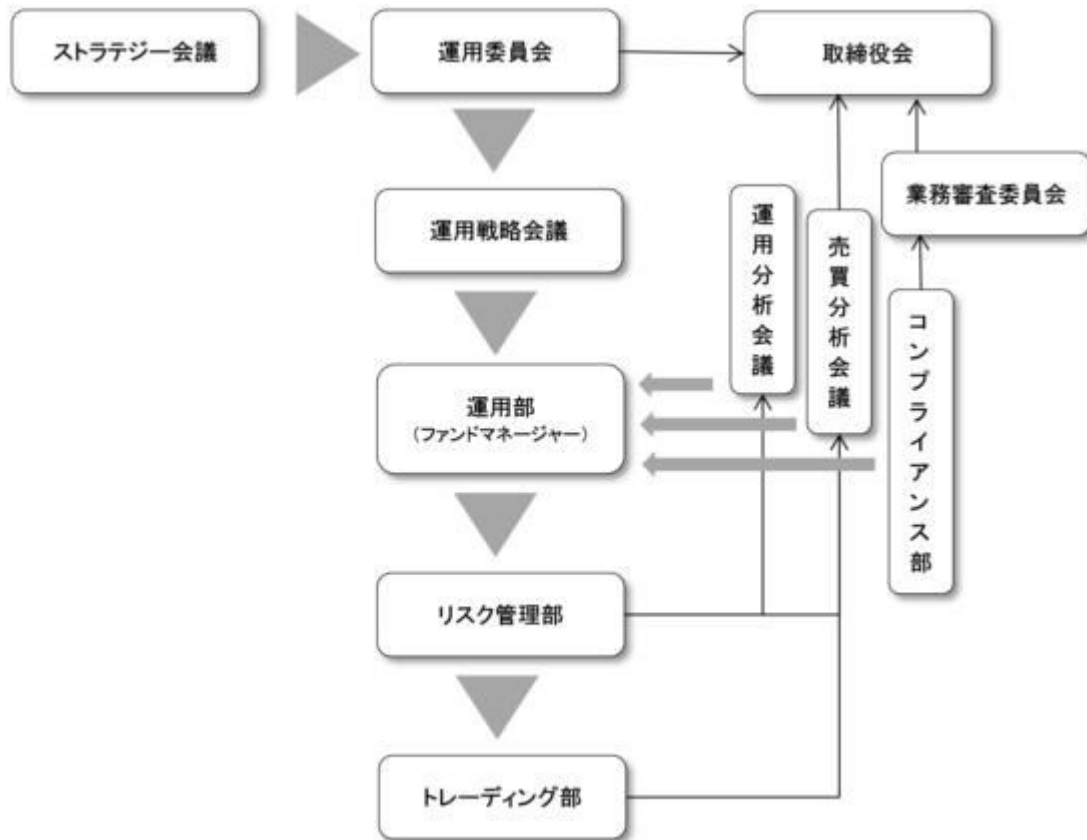 ストラテジー会議
運用委員会
取締役会
業務審査委員会
運用戦略会議
運用分析会議
売買分析会議
コンプライアンス部
運用部
（ファンドマネージャー）
リスク管理部
トレーディング部